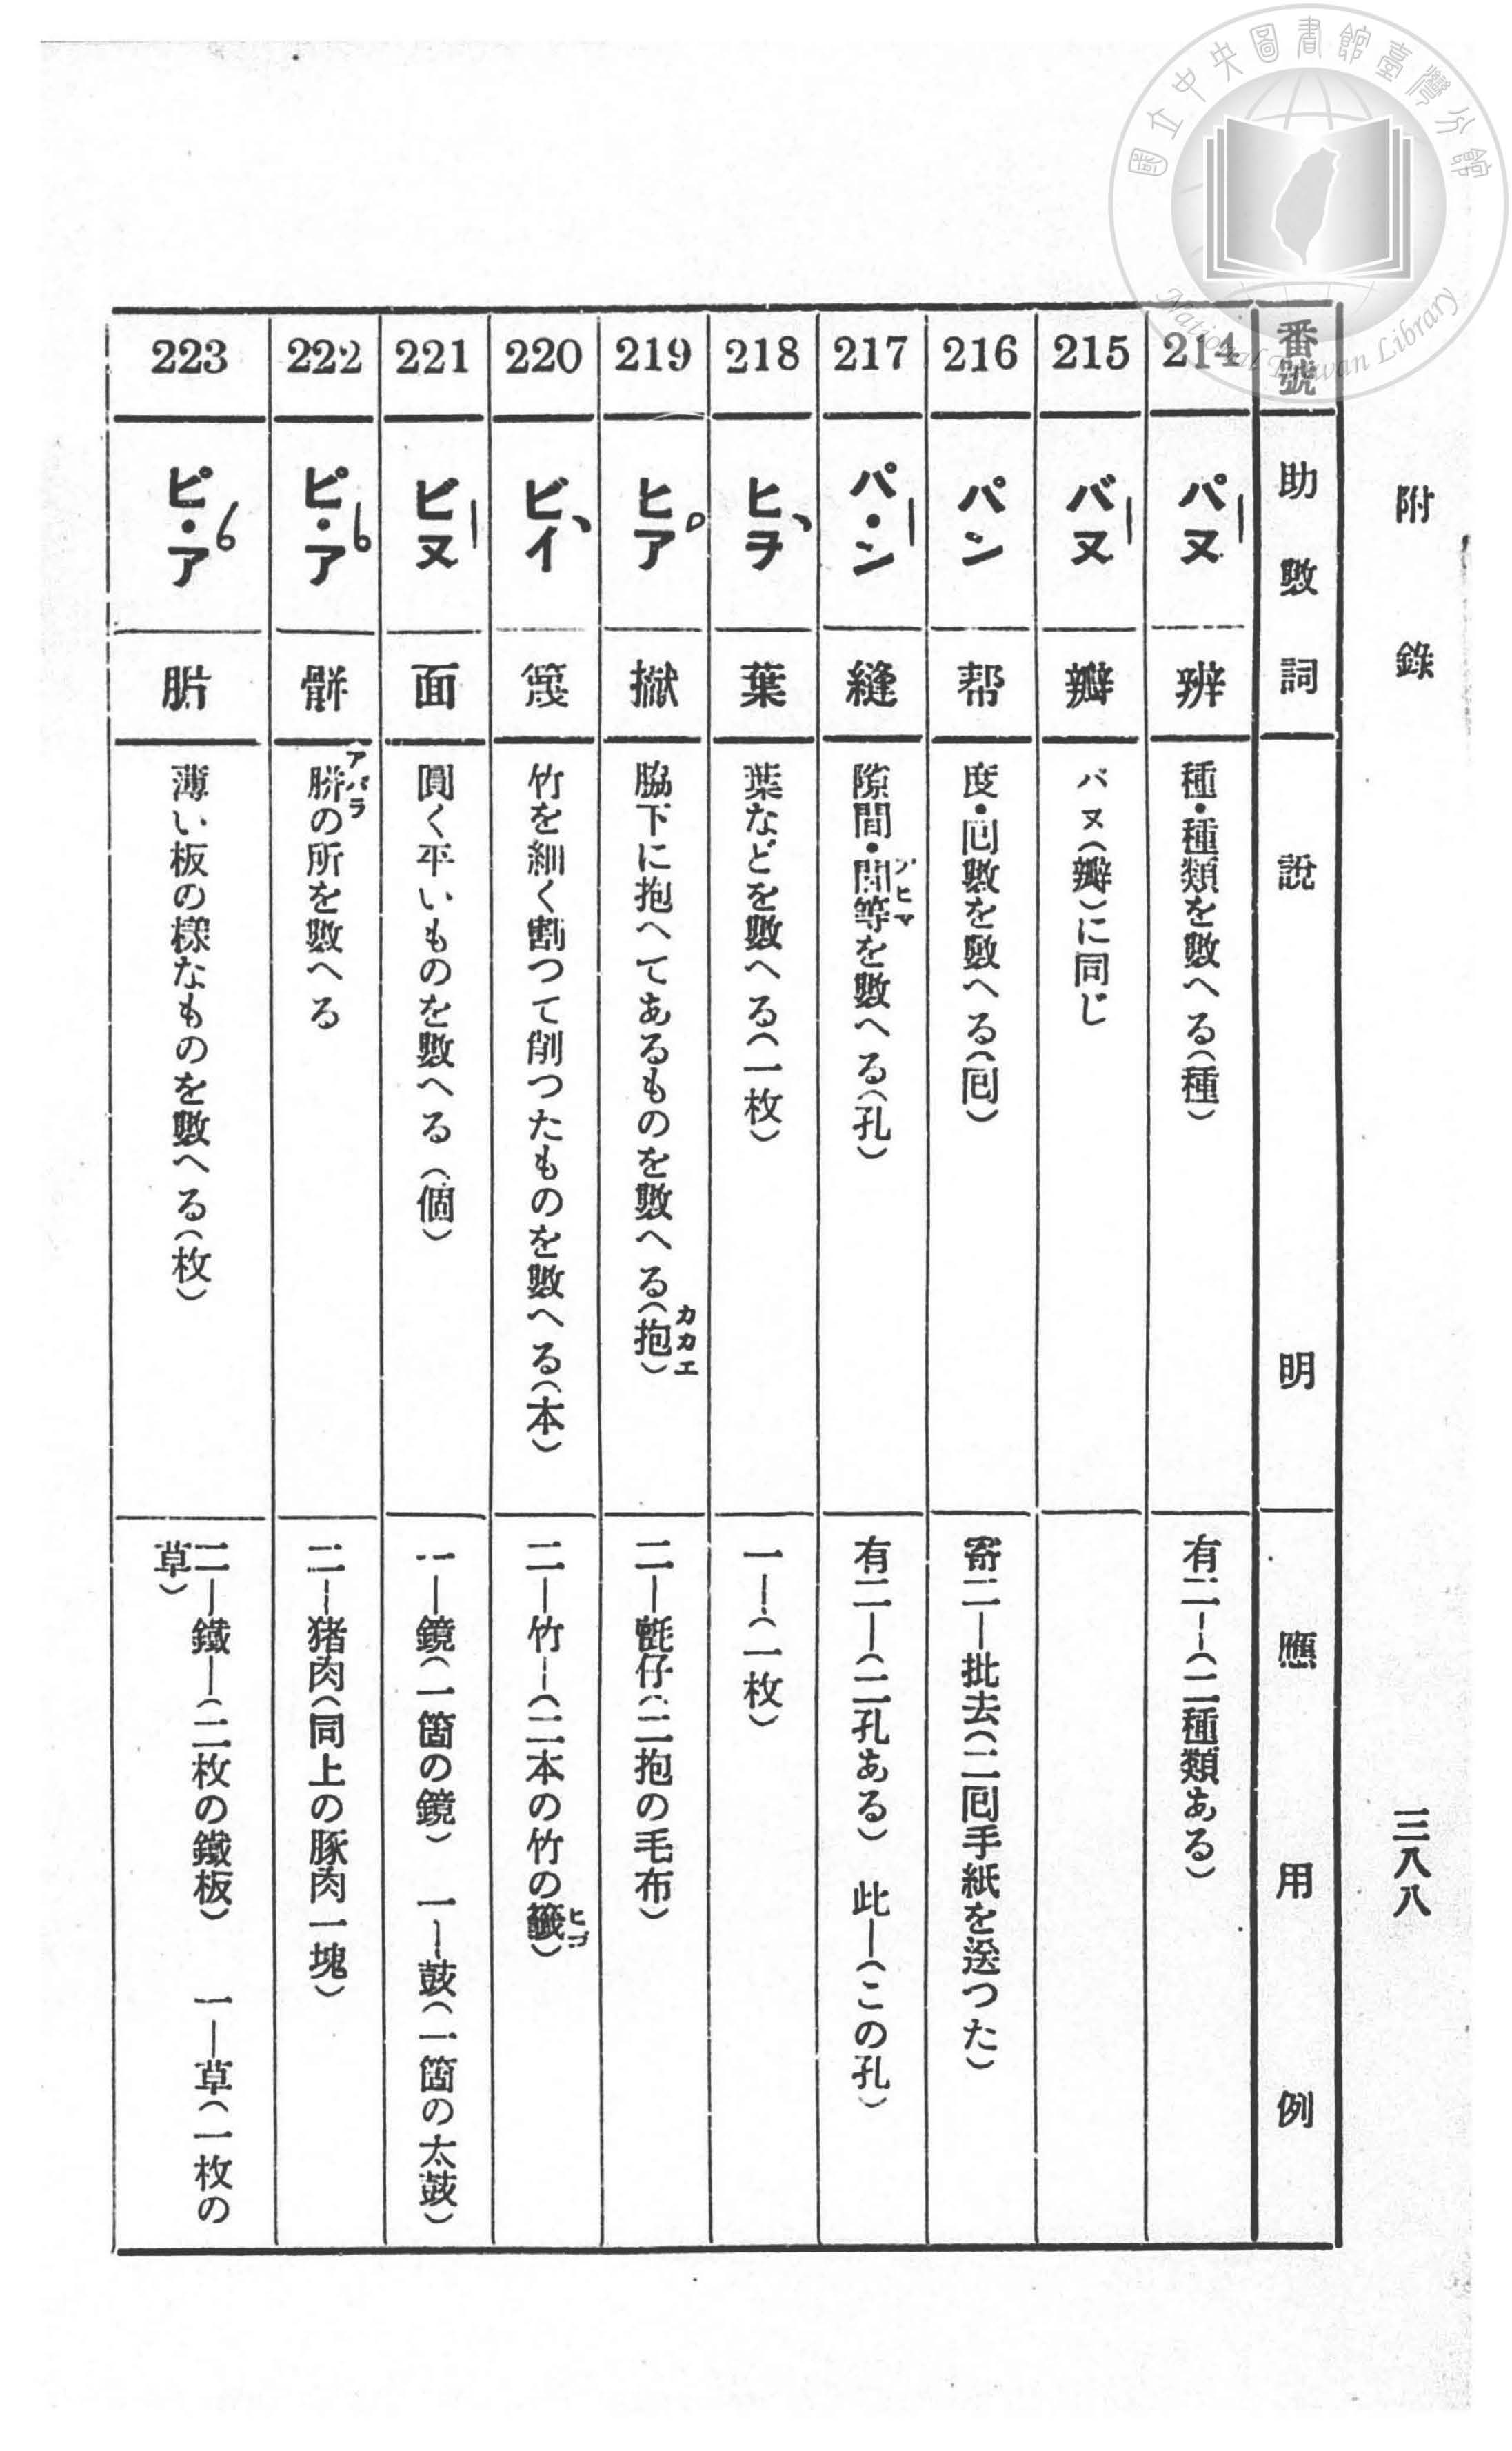 國立中央圖書館臺灣分館
National Taiwan Library
附錄
三八八
番號 助數詞 說明 應用例
214 パヌ｜ 辨 種・種類を數へる(種) 有二―(二種類ある)
215 バヌ｜ 瓣 バヌ(瓣)に同じ
216 パン 帮 度・囘數を數へる(囘) 寄二―批去(二囘手紙を送つた)
217 パ・ン｜ 縫 隙間・間等を數へる(孔) 有二―(二孔ある) 此―(この孔)
218 ヒヲ、 葉 葉などを數へる(一枚) 一―(一枚)
219 ヒア 脇下に抱へてあるものを數へる(抱カカエ) 二―氈仔(二抱の毛布)
220 ビイ、 篾 竹を細く割つて削つたものを數へる(本) 二―竹―(二本の竹の籤ヒゴ)
221 ビヌ｜ 面 圓く平いものを數へる(個) 一―鏡(一箇の鏡) 一―鼓(一箇の太鼓)
222 ピ・ア 骿 アバラの所を數へる 二―猪肉(同上の豚肉一塊)
223 ピ・ア 薄い板の樣なものを數へる(枚) 二―鐵―(二枚の鐵板) 一―草(一枚の
草)